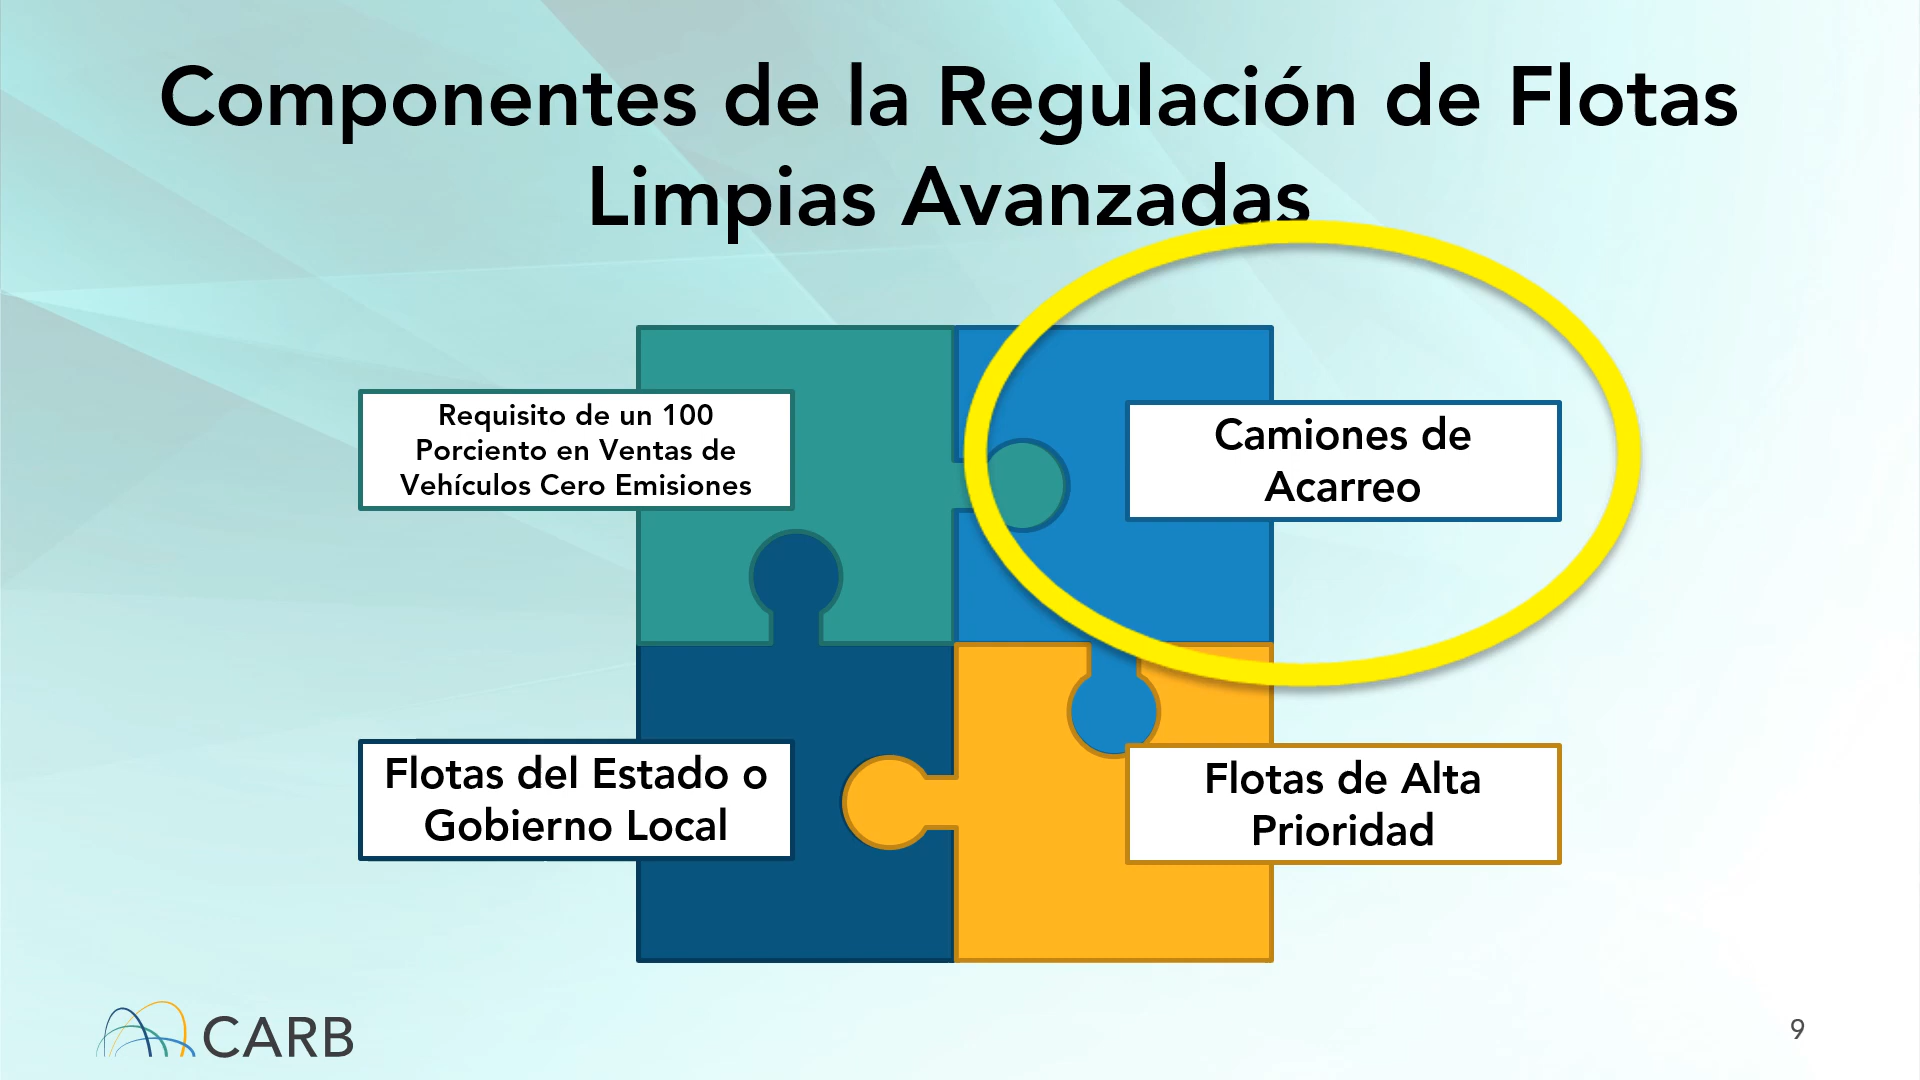 Componentes de la Regulación de Flotas
Limpias Avanzadas
Requisito de un 100
Porciento en Ventas de
Vehículos Cero Emisiones
Camiones de
Acarreo
Flotas del Estado o
Gobierno Local
Flotas de Alta
Prioridad
CARB
9